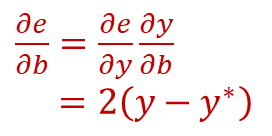 ∂e/∂b = ∂e/∂y ∂y/∂b
= 2(y − y*)